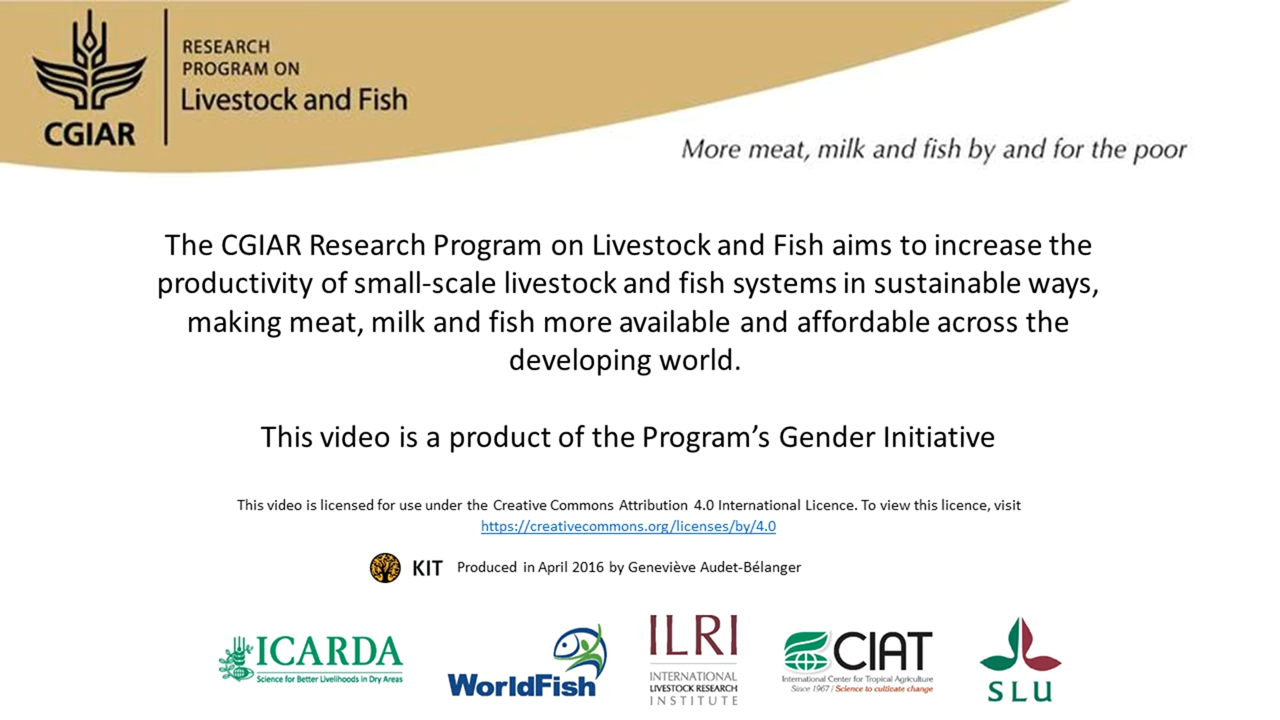 RESEARCH
PROGRAM ON
Livestock and Fish
CGIAR
More meat, milk and fish by and for the poor
The CGIAR Research Program on Livestock and Fish aims to increase the
productivity of small-scale livestock and fish systems in sustainable ways,
making meat, milk and fish more available and affordable across the
developing world.
This video is a product of the Program’s Gender Initiative
This video is licensed for use under the Creative Commons Attribution 4.0 International Licence. To view this licence, visit
https://creativecommons.org/licenses/by/4.0
KIT Produced in April 2016 by Geneviève Audet-Bélanger
ICARDA
Science for Better Livelihoods in Dry Areas
WorldFish
ILRI
INTERNATIONAL
LIVESTOCK RESEARCH
INSTITUTE
CIAT
International Center for Tropical Agriculture
Since 1967 / Science to cultivate change
SLU